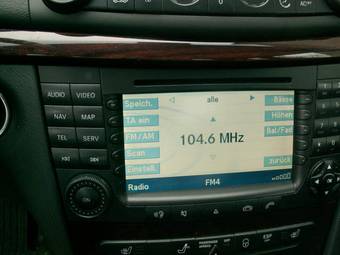 AUDIO VIDEO
NAV MAP
TEL SERV
Speich. alle Bässe
TA ein Höhen
FM/AM 104.6 MHz Bal/Fad
Scan zurück
Einstell.
Radio FM4
ESP